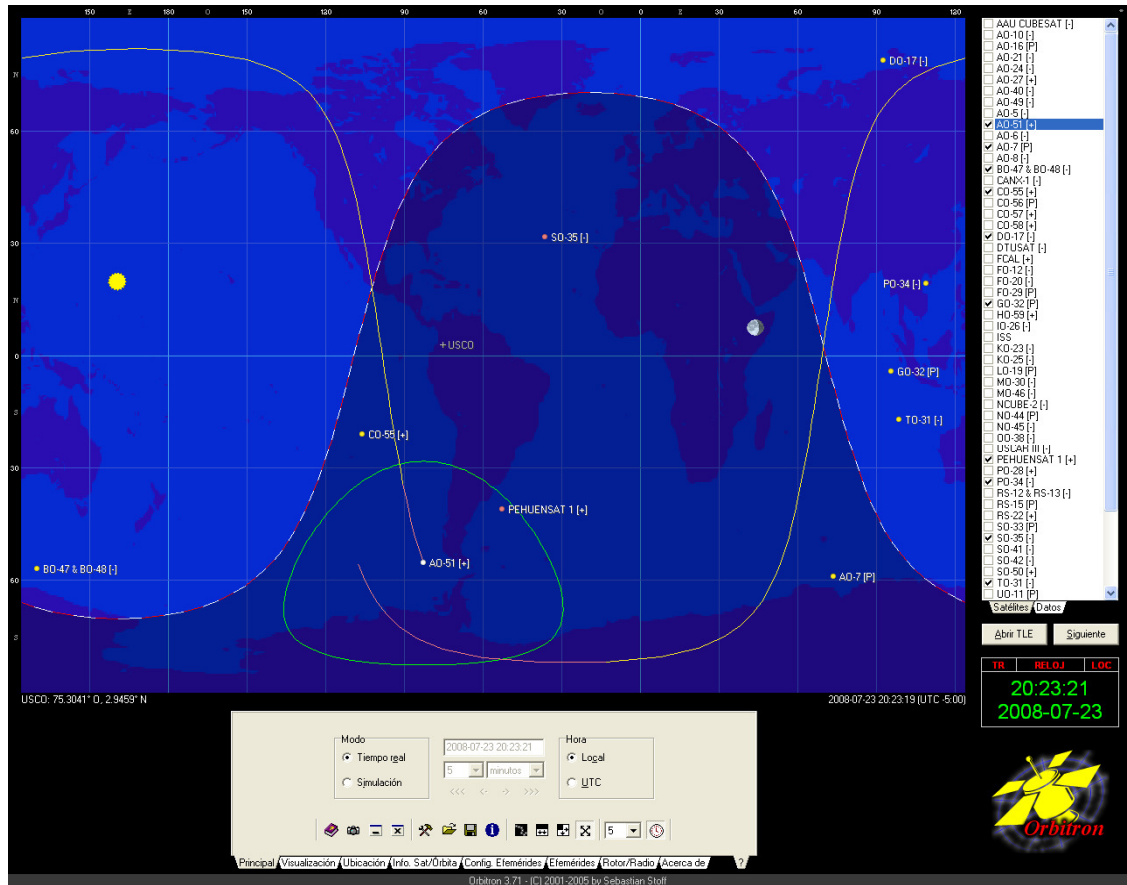 150 180 150 120 90 60 30 0 30 60 90 120
O E
N
60
30
N
0
S
30
60
S
DO-17 [-]
SO-35 [-]
PO-34 [-]
USCO
GO-32 [P]
TO-31 [-]
CO-55 [+]
PEHUENSAT 1 [+]
AO-51 [+]
BO-47 & BO-48 [-]
AO-7 [P]
USCO: 75.3041° O, 2.9459° N
2008-07-23 20:23:19 (UTC -5:00)
AAU CUBESAT [-]
AO-10 [-]
AO-16 [P]
AO-21 [-]
AO-24 [-]
AO-27 [+]
AO-40 [-]
AO-49 [-]
AO-5 [-]
AO-51 [+]
AO-6 [-]
AO-7 [P]
AO-8 [-]
BO-47 & BO-48 [-]
CANX-1 [-]
CO-55 [+]
CO-56 [P]
CO-57 [+]
CO-58 [+]
DO-17 [-]
DTUSAT [-]
FCAL [+]
FO-12 [-]
FO-20 [-]
FO-29 [P]
GO-32 [P]
HO-59 [+]
IO-26 [-]
ISS
KO-23 [-]
KO-25 [-]
LO-19 [P]
MO-30 [-]
MO-46 [-]
NCUBE-2 [-]
NO-44 [P]
NO-45 [-]
OO-38 [-]
OSCAR III [-]
PEHUENSAT 1 [+]
PO-28 [+]
PO-34 [-]
RS-12 & RS-13 [-]
RS-15 [P]
RS-22 [+]
SO-33 [P]
SO-35 [-]
SO-41 [-]
SO-42 [-]
SO-50 [+]
TO-31 [-]
UO-11 [P]
Satélites Datos
Abrir TLE Siguiente
TR RELOJ LOC
20:23:21
2008-07-23
Orbitron
Modo
Tiempo real
Simulación
2008-07-23 20:23:21
5 minutos
<<< <- -> >>>
Hora
Local
UTC
5
Principal Visualización Ubicación Info. Sat/Órbita Config. Efemérides Efemérides Rotor/Radio Acerca de ?
Orbitron 3.71 - (C) 2001-2005 by Sebastian Stoff